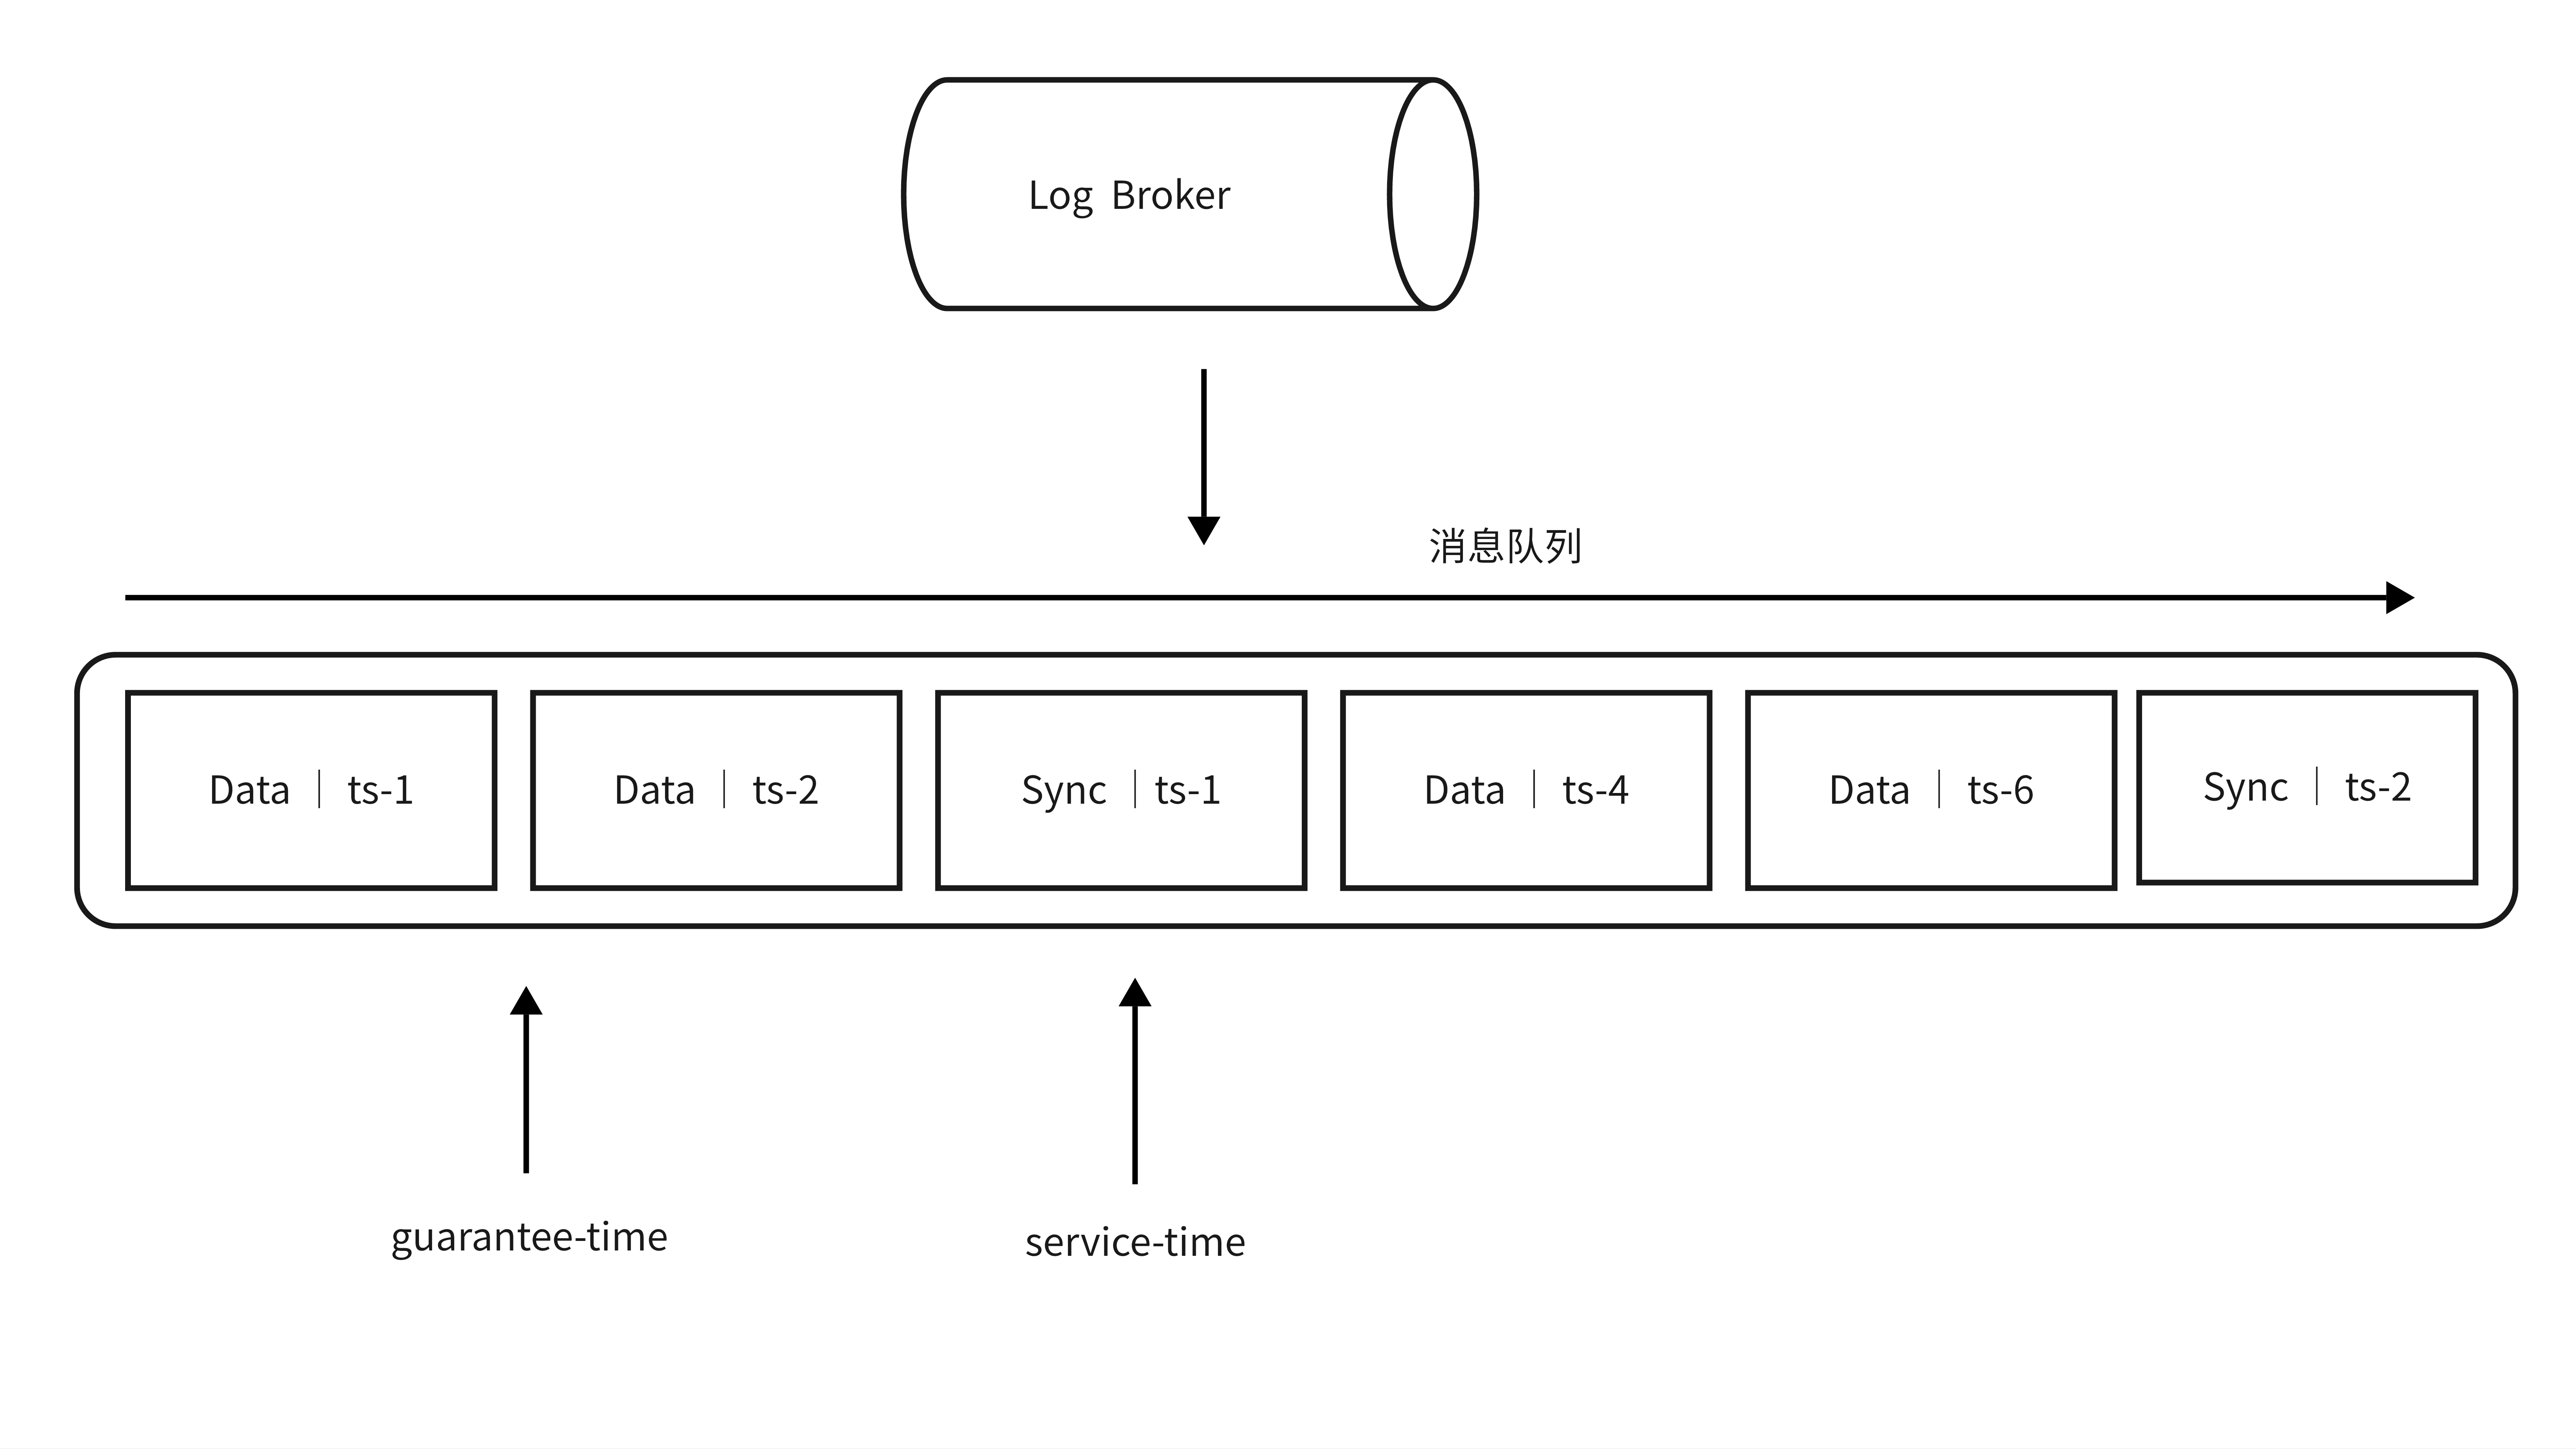 Log Broker
消息队列
Data | ts-1
Data | ts-2
Sync | ts-1
Data | ts-4
Data | ts-6
Sync | ts-2
guarantee-time
service-time